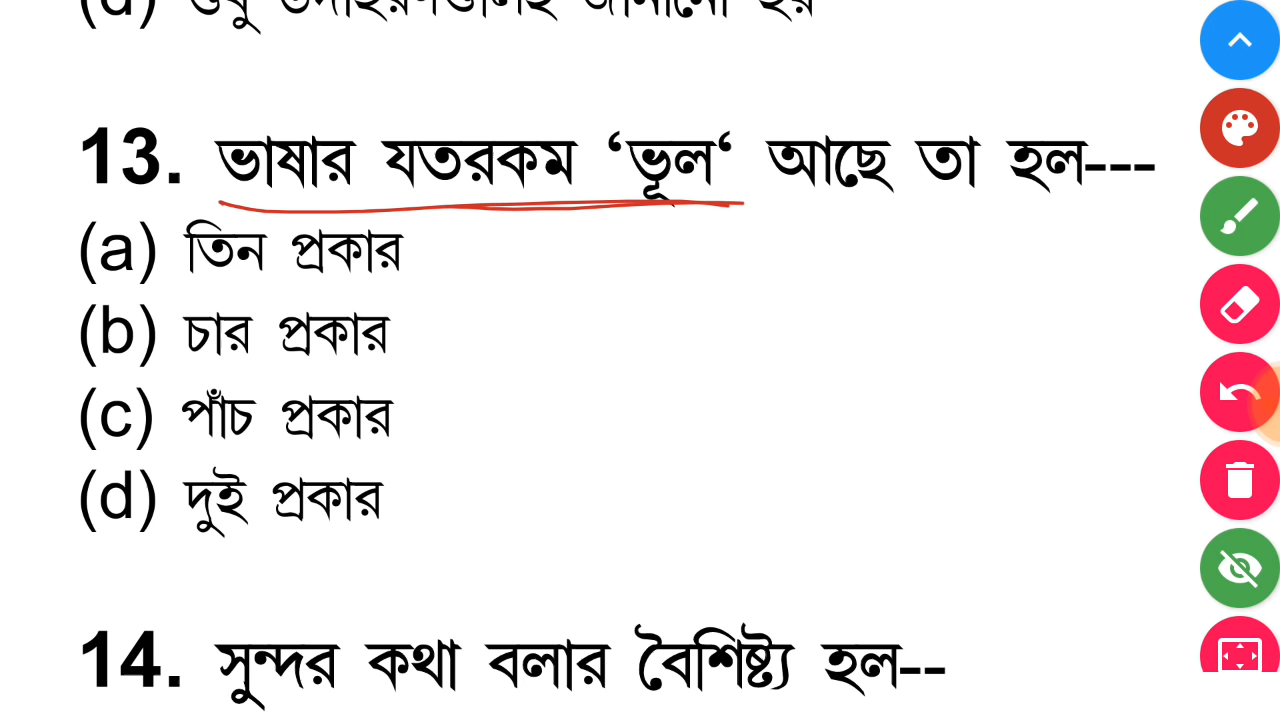 13. ভাষার যতরকম ‘ভূল‘ আছে তা হল---
(a) তিন প্রকার
(b) চার প্রকার
(c) পাঁচ প্রকার
(d) দুই প্রকার
14. সুন্দর কথা বলার বৈশিষ্ট্য হল--